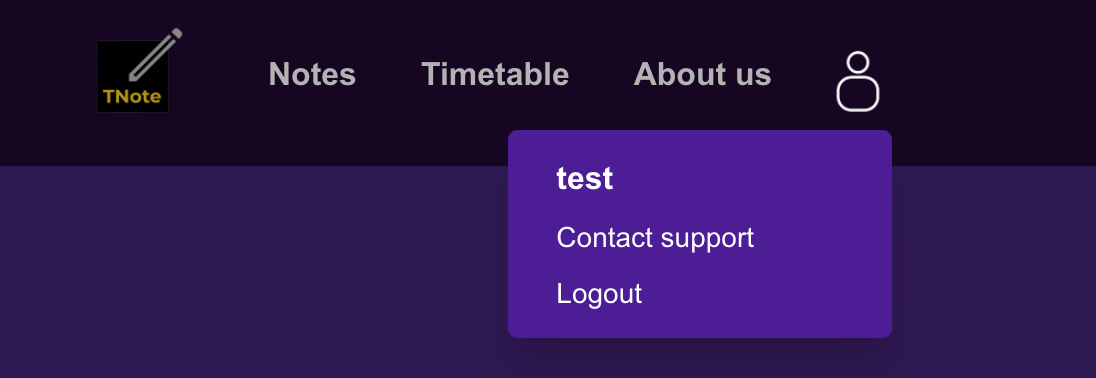 TNote
Notes Timetable About us
test
Contact support
Logout